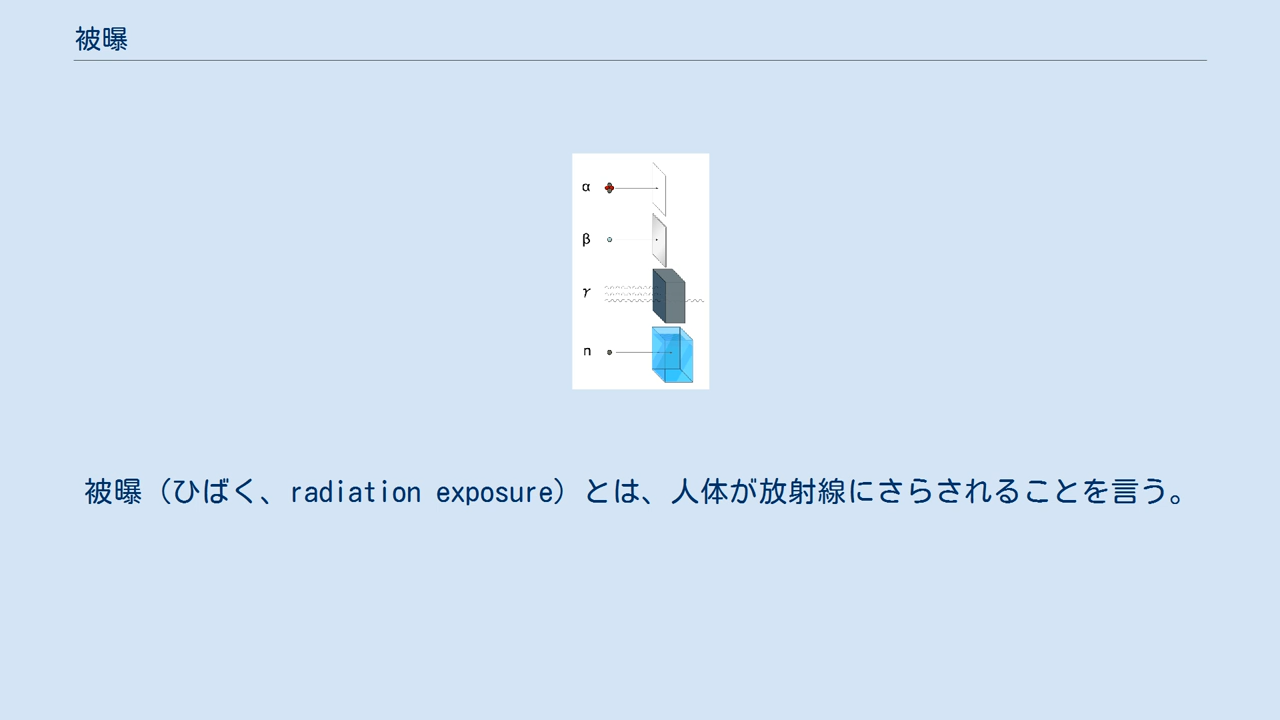 被曝
α
β
γ
n
被曝（ひばく、radiation exposure）とは、人体が放射線にさらされることを言う。